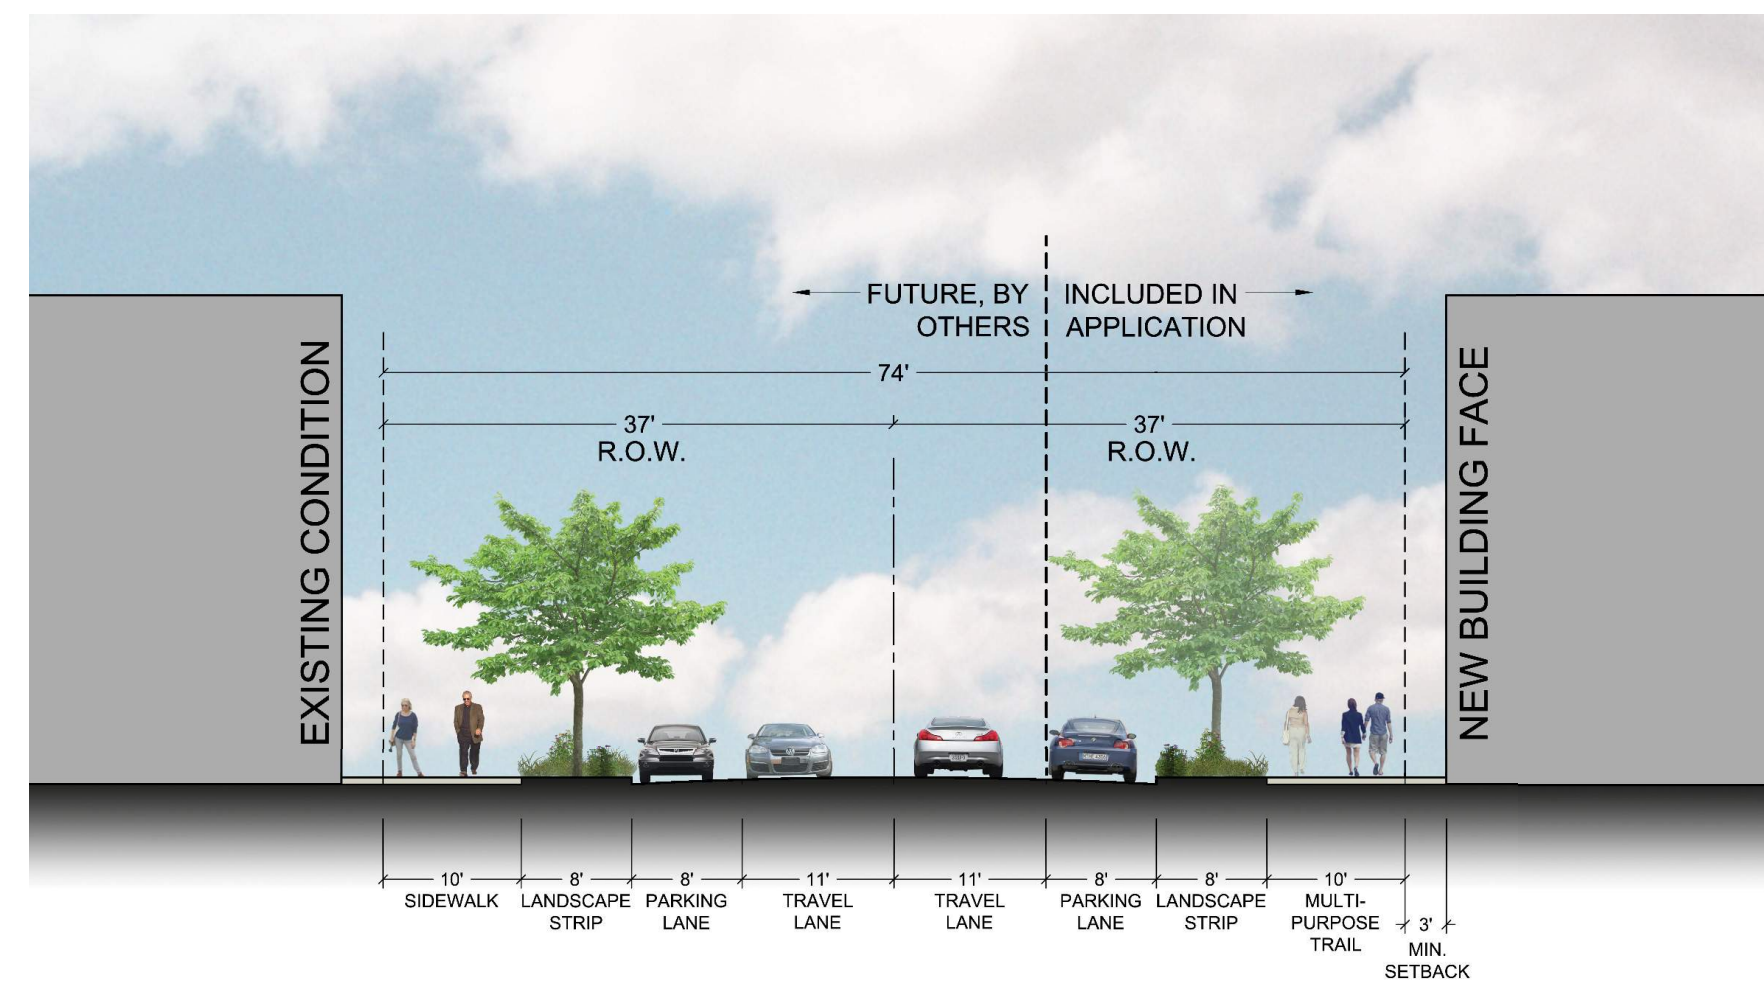 FUTURE, BY
OTHERS
INCLUDED IN
APPLICATION
74'
37'
R.O.W.
37'
R.O.W.
EXISTING CONDITION
NEW BUILDING FACE
10'
SIDEWALK
8'
LANDSCAPE
STRIP
8'
PARKING
LANE
11'
TRAVEL
LANE
11'
TRAVEL
LANE
8'
PARKING
LANE
8'
LANDSCAPE
STRIP
10'
MULTI-
PURPOSE
TRAIL
3'
MIN.
SETBACK